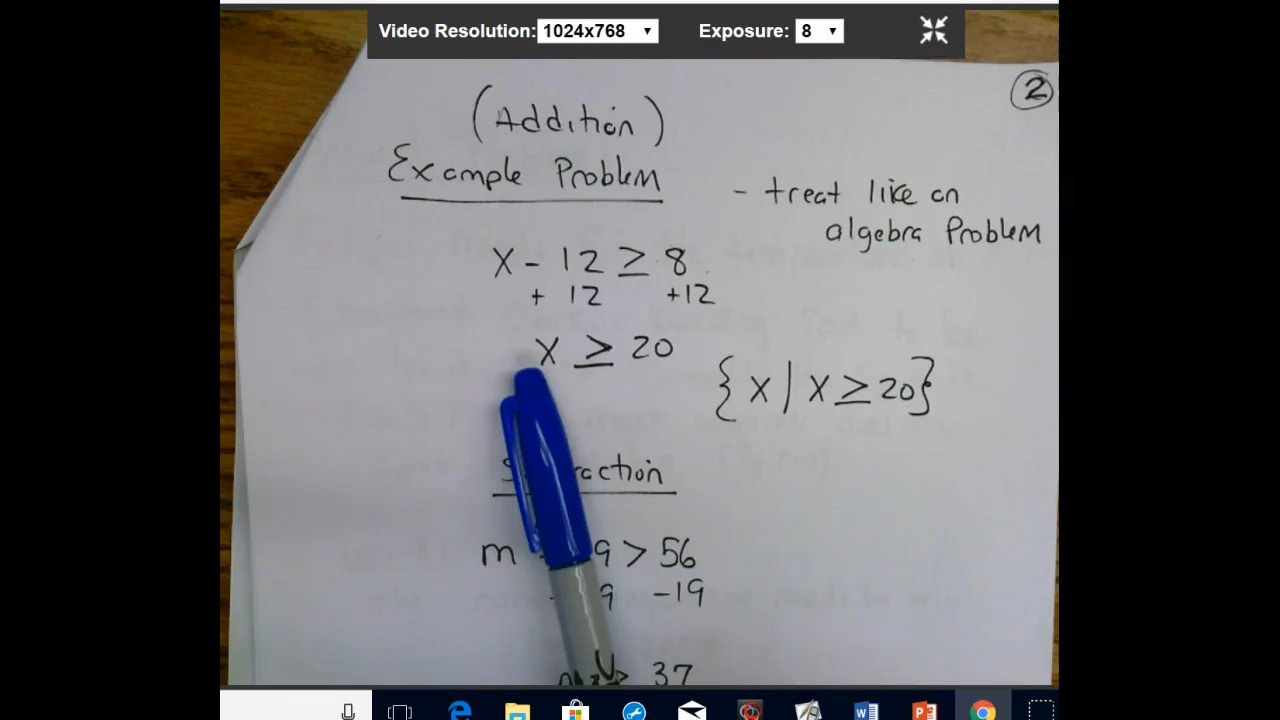 Video Resolution: 1024x768 Exposure: 8
2
(Addition)
Example Problem
- treat like an
algebra Problem
X - 12 ≥ 8
+ 12 +12
X ≥ 20
{ X | X ≥ 20}
m 9 > 56
9 -19
> 37